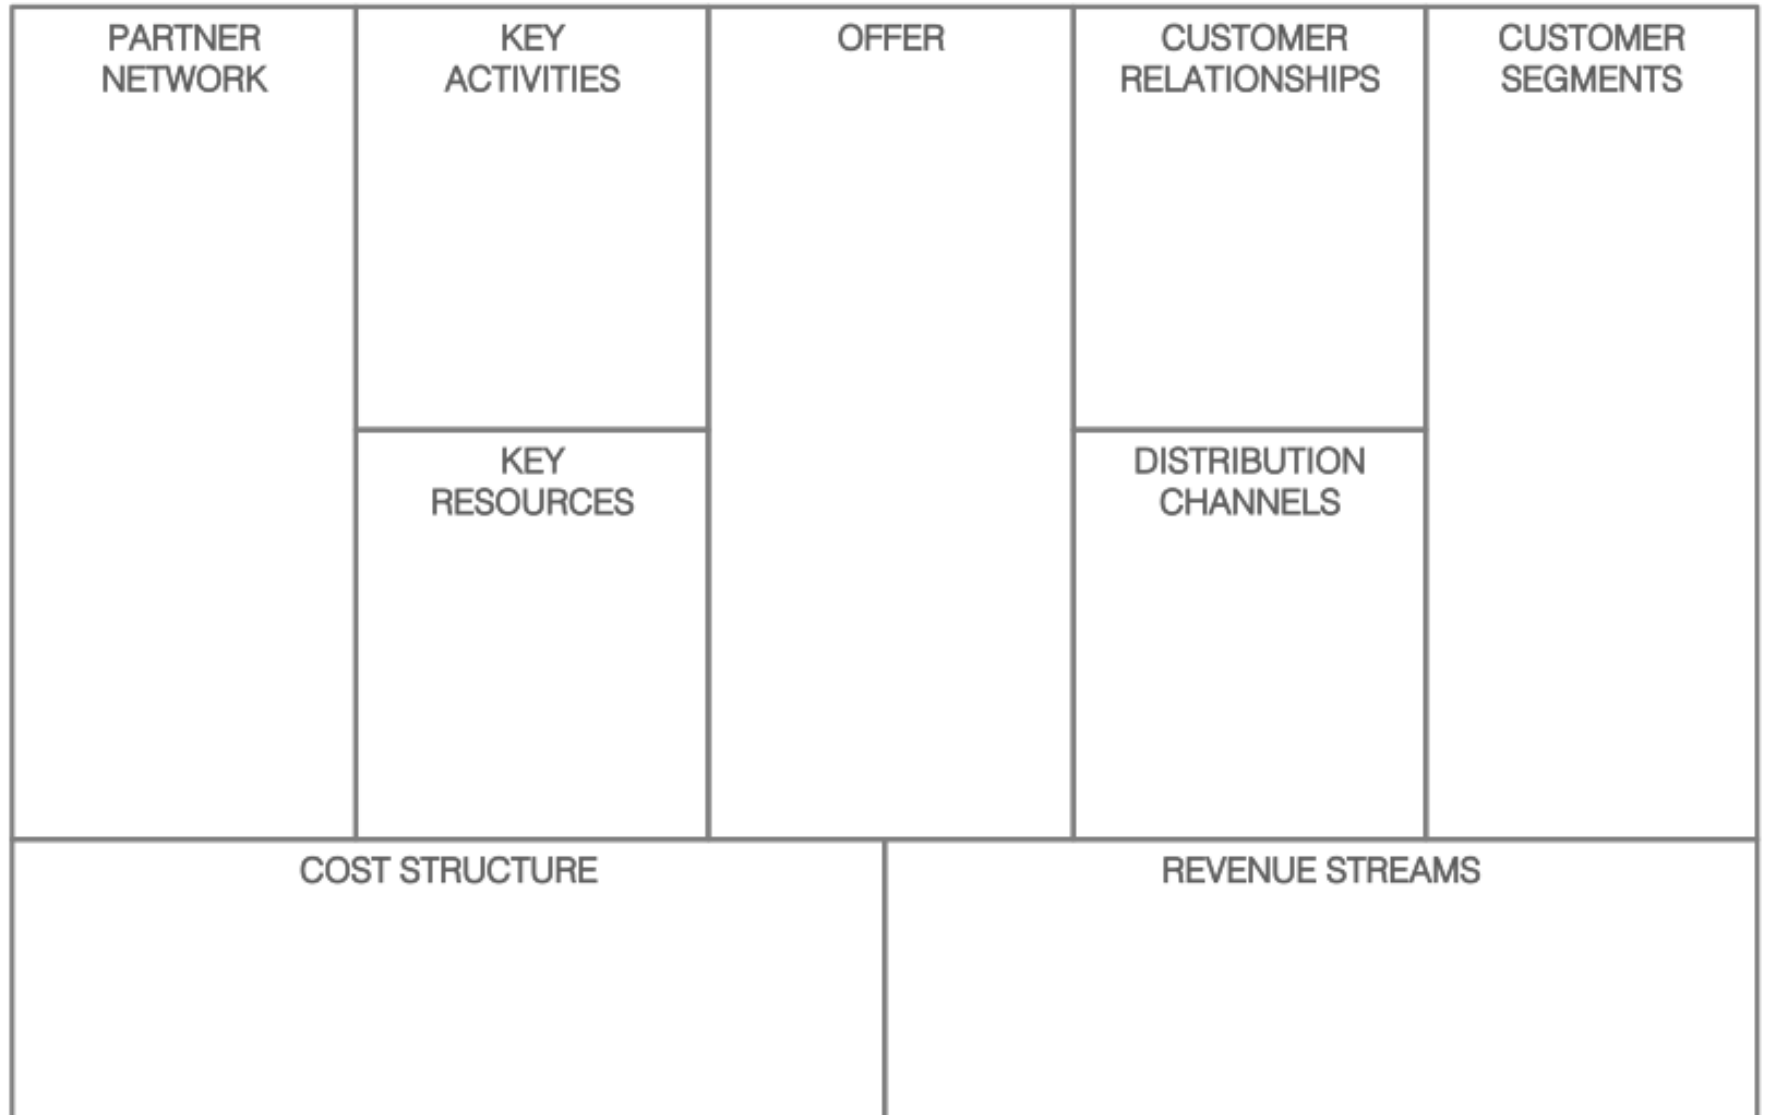 PARTNER
NETWORK
KEY
ACTIVITIES
KEY
RESOURCES
OFFER
CUSTOMER
RELATIONSHIPS
DISTRIBUTION
CHANNELS
CUSTOMER
SEGMENTS
COST STRUCTURE
REVENUE STREAMS